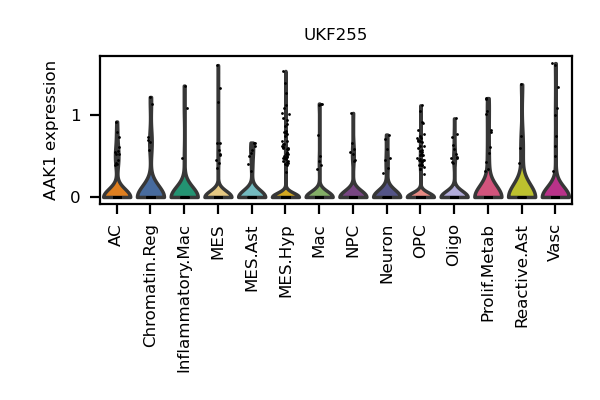 UKF255
AAK1 expression
1
0
AC
Chromatin.Reg
Inflammatory.Mac
MES
MES.Ast
MES.Hyp
Mac
NPC
Neuron
OPC
Oligo
Prolif.Metab
Reactive.Ast
Vasc